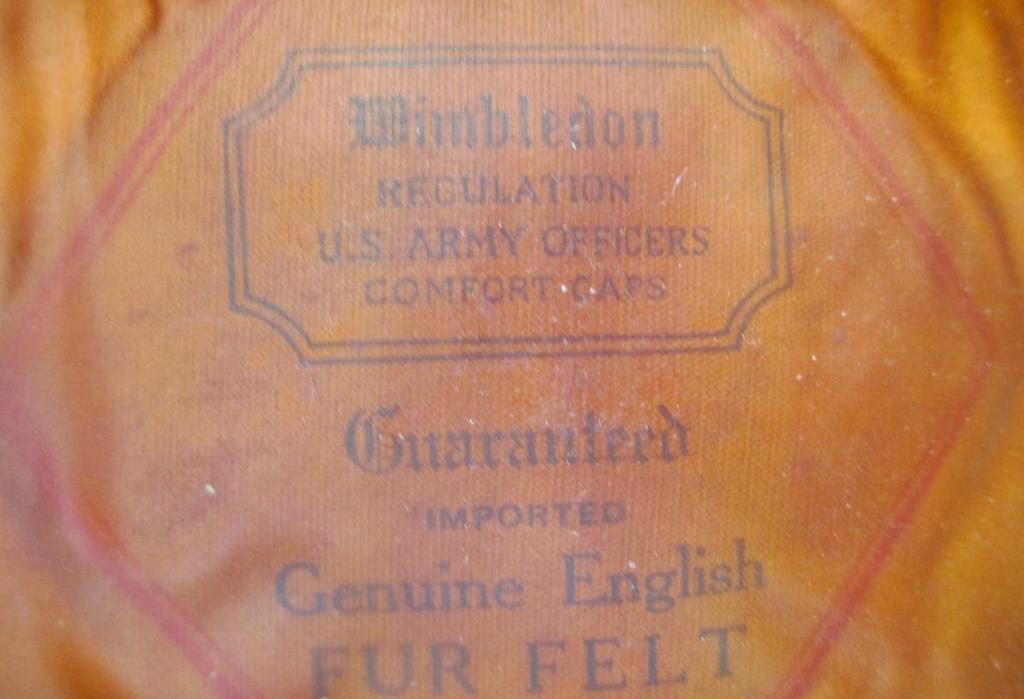 Wimbledon
REGULATION
U.S. ARMY OFFICERS
COMFORT CAPS
Guaranteed
IMPORTED
Genuine English
FUR FELT